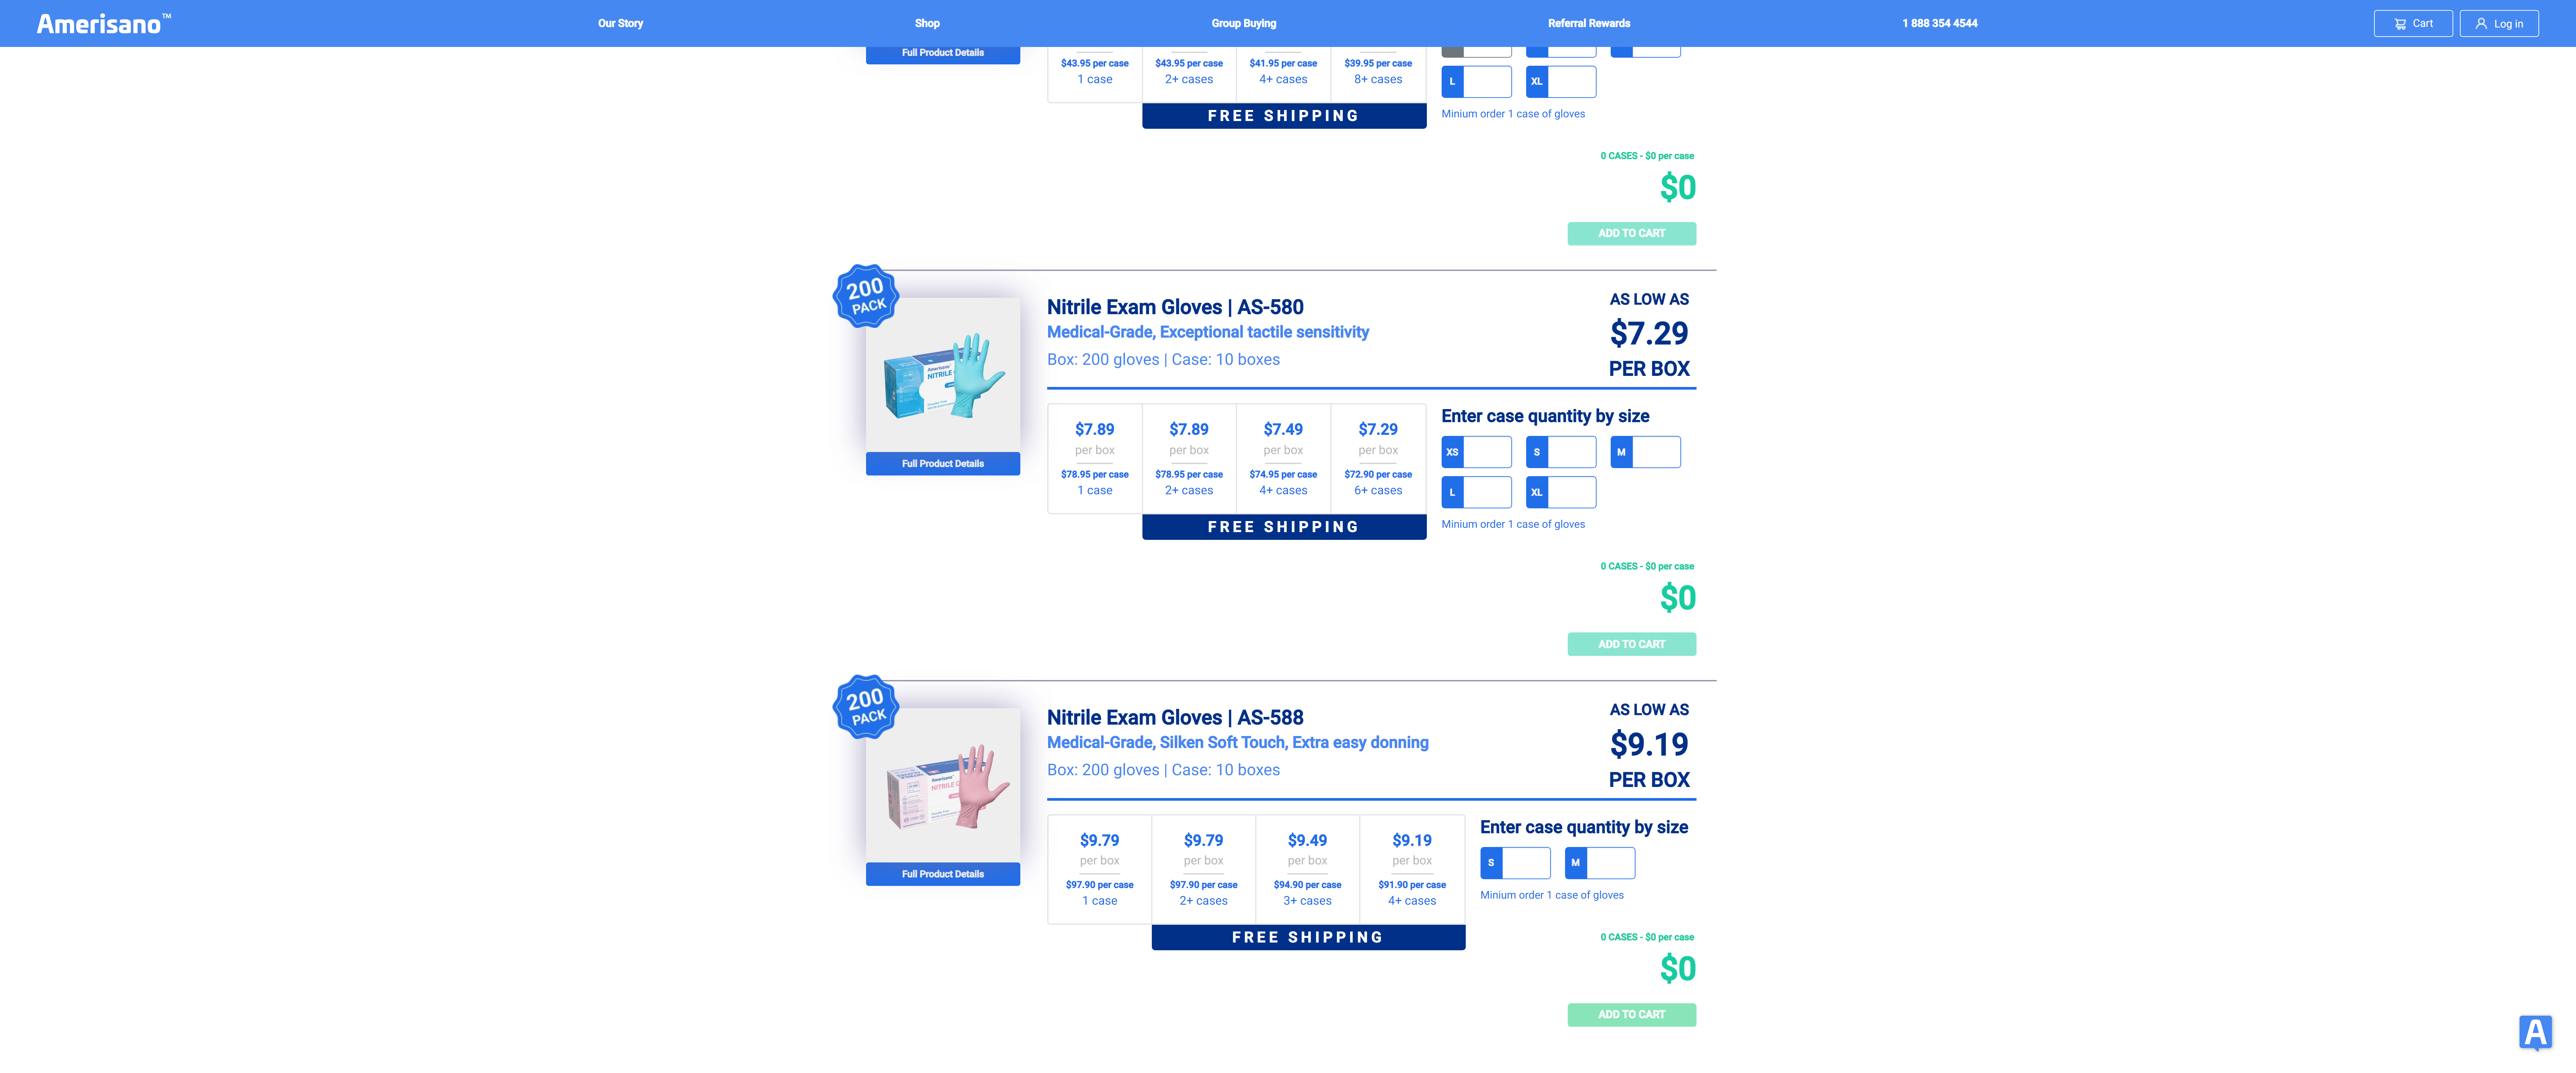 Amerisano™
Our Story
Shop
Group Buying
Referral Rewards
1 888 354 4544
Cart
Log in
Full Product Details
$43.95 per case
1 case
$43.95 per case
2+ cases
$41.95 per case
4+ cases
$39.95 per case
8+ cases
FREE SHIPPING
L
XL
Minium order 1 case of gloves
0 CASES - $0 per case
$0
ADD TO CART
200
PACK
Amerisano
NITRILE
Full Product Details
Nitrile Exam Gloves | AS-580
Medical-Grade, Exceptional tactile sensitivity
Box: 200 gloves | Case: 10 boxes
AS LOW AS
$7.29
PER BOX
$7.89
per box
$78.95 per case
1 case
$7.89
per box
$78.95 per case
2+ cases
$7.49
per box
$74.95 per case
4+ cases
$7.29
per box
$72.90 per case
6+ cases
FREE SHIPPING
Enter case quantity by size
XS
S
M
L
XL
Minium order 1 case of gloves
0 CASES - $0 per case
$0
ADD TO CART
200
PACK
Amerisano
NITRILE
Full Product Details
Nitrile Exam Gloves | AS-588
Medical-Grade, Silken Soft Touch, Extra easy donning
Box: 200 gloves | Case: 10 boxes
AS LOW AS
$9.19
PER BOX
$9.79
per box
$97.90 per case
1 case
$9.79
per box
$97.90 per case
2+ cases
$9.49
per box
$94.90 per case
3+ cases
$9.19
per box
$91.90 per case
4+ cases
FREE SHIPPING
Enter case quantity by size
S
M
Minium order 1 case of gloves
0 CASES - $0 per case
$0
ADD TO CART
A